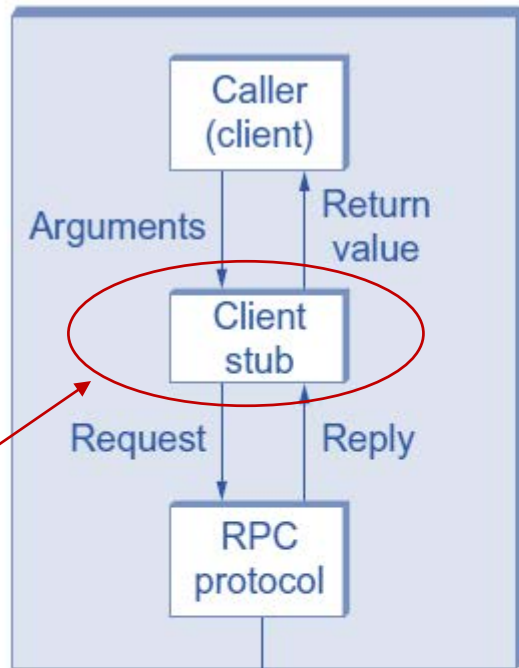 Caller
(client)
Arguments
Return
value
Client
stub
Request
Reply
RPC
protocol